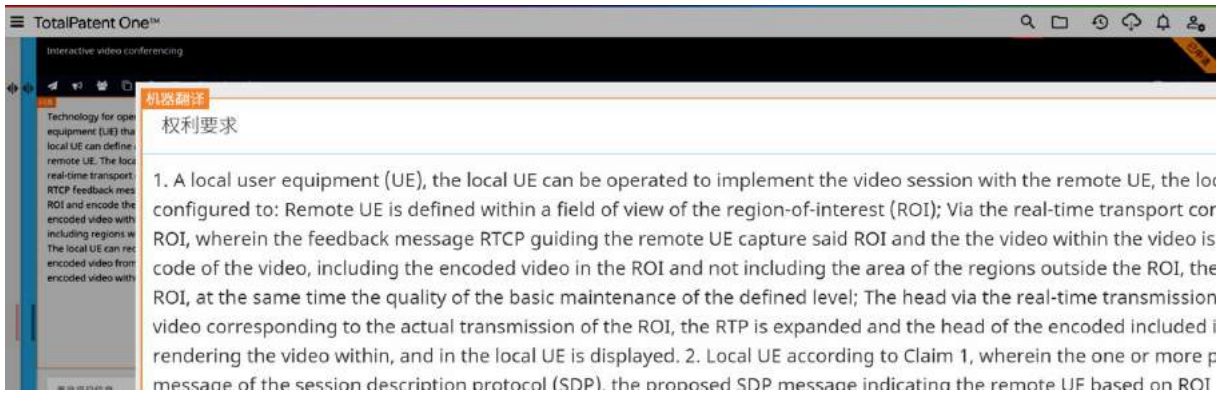 TotalPatent One™
Interactive video conferencing
已申请
机器翻译
权利要求
Technology for oper
equipment (UE) tha
local UE can define
remote UE. The loca
real-time transport
RTCP feedback mes
ROI and encode the
encoded video with
including regions w
The local UE can rec
encoded video from
encoded video with
1. A local user equipment (UE), the local UE can be operated to implement the video session with the remote UE, the loc
configured to: Remote UE is defined within a field of view of the region-of-interest (ROI); Via the real-time transport cor
ROI, wherein the feedback message RTCP guiding the remote UE capture said ROI and the the video within the video is
code of the video, including the encoded video in the ROI and not including the area of the regions outside the ROI, the
ROI, at the same time the quality of the basic maintenance of the defined level; The head via the real-time transmission
video corresponding to the actual transmission of the ROI, the RTP is expanded and the head of the encoded included i
rendering the video within, and in the local UE is displayed. 2. Local UE according to Claim 1, wherein the one or more p
message of the session description protocol (SDP), the proposed SDP message indicating the remote UE based on ROI